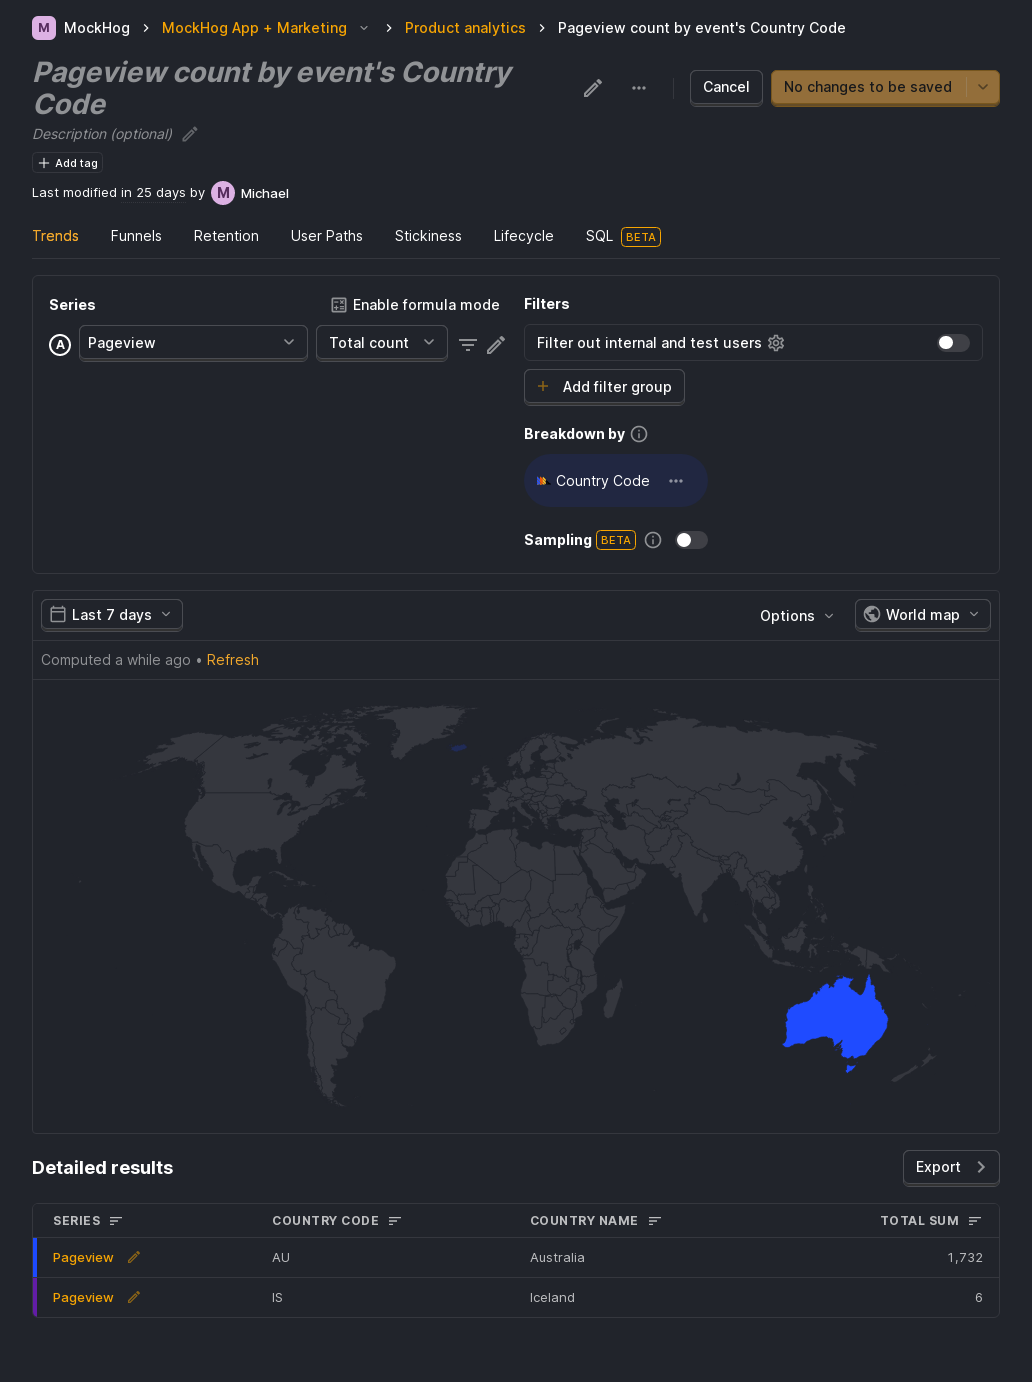 M MockHog > MockHog App + Marketing > Product analytics > Pageview count by event's Country Code
Pageview count by event's Country
Code
Cancel
No changes to be saved
Description (optional)
+ Add tag
Last modified in 25 days by M Michael
Trends Funnels Retention User Paths Stickiness Lifecycle SQL BETA
Series
Enable formula mode
A Pageview Total count
Filters
Filter out internal and test users
+ Add filter group
Breakdown by
Country Code
Sampling BETA
Last 7 days
Options
World map
Computed a while ago • Refresh
Detailed results
Export
SERIES COUNTRY CODE COUNTRY NAME TOTAL SUM
Pageview AU Australia 1,732
Pageview IS Iceland 6